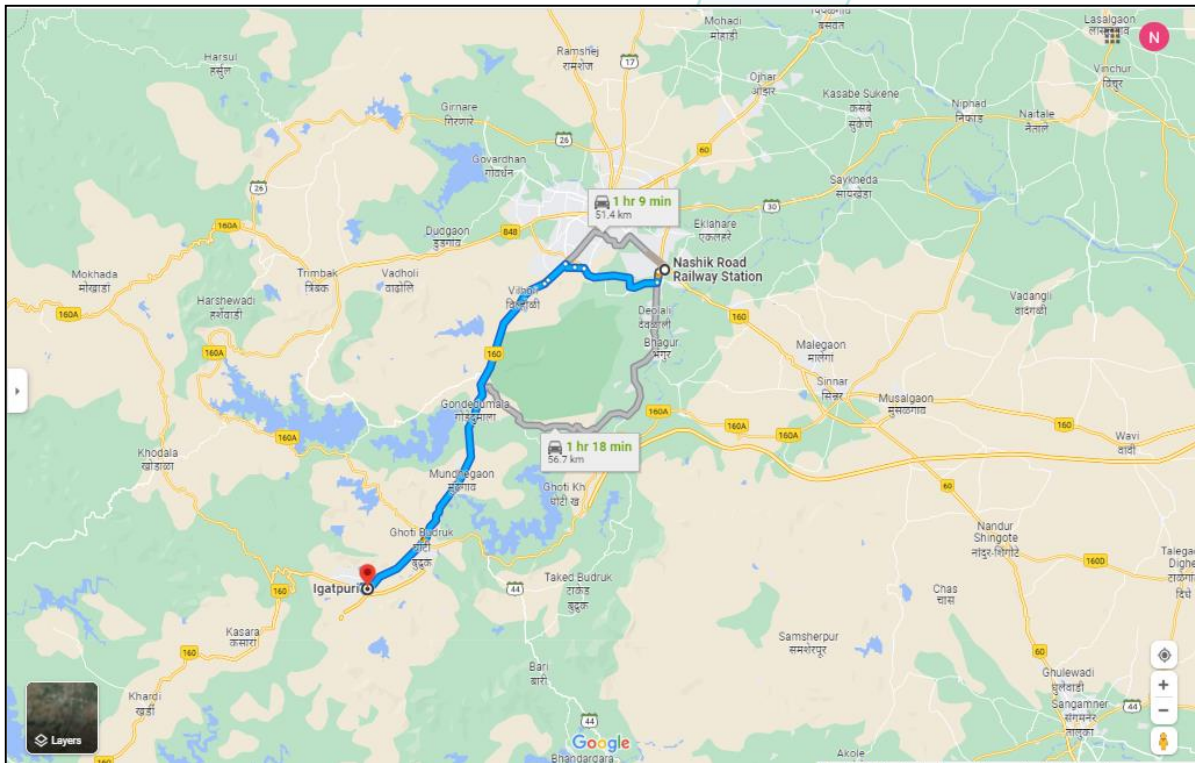 Mohadi
मोहाडी
Lasalgaon
N
Harsul
हर्सुल
Ramshej
रामशेज
17
Ojhar
ओझर
Vinchur
विंचुर
Kasabe Sukene
कसबे
सुकेणे
Niphad
निफाड
Naitale
नैताले
Girnare
गिरणारे
26
60
Govardhan
गोवर्धन
26
Saykheda
सायखेडा
1 hr 9 min
51.4 km
30
160A
Dudgaon
डुडगाव
848
Eklahare
एकलहरे
Nashik Road
Railway Station
Mokhada
मोखाडा
Trimbak
त्रिंबक
Vadholi
वाढोलि
Harshewadi
हर्शेवाडी
160A
Deolali
देवळाली
160
Vadangli
वादंगळी
Bhagur
भगुर
Malegaon
मालेगाव
160
160A
Sinnar
सिन्नर
Musalgaon
मुसळगाव
160A
160A
160A
160
Wavi
वावी
1 hr 18 min
56.7 km
Khodala
खोडाळा
Ghoti Kh
घोटी ख
60
Ghoti Budruk
घोटी
बुद्रुक
Nandur
Shingote
नांदुर-शिंगोटे
160D
Igatpuri
160
44
Taked Budruk
टाकेड
बुद्रुक
Chas
चास
Kasara
कसारा
160
Samsherpur
समशेरपूर
60
Bari
बारी
Khardi
खर्डी
Ghulewadi
घुलेवाडी
Sangamner
संगमनेर
तालुका
44
44
Layers
Google
Akole
अकोले
Bhandardara